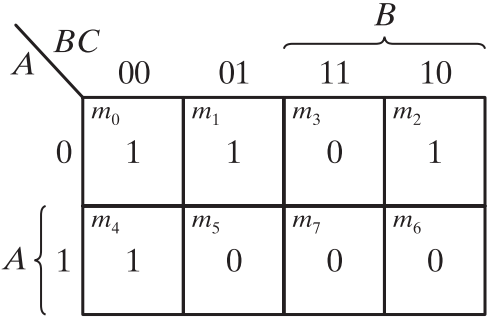 B
BC
A
00 01 11 10
m₀ m₁ m₃ m₂
0 1 1 0 1
m₄ m₅ m₇ m₆
A 1 1 0 0 0